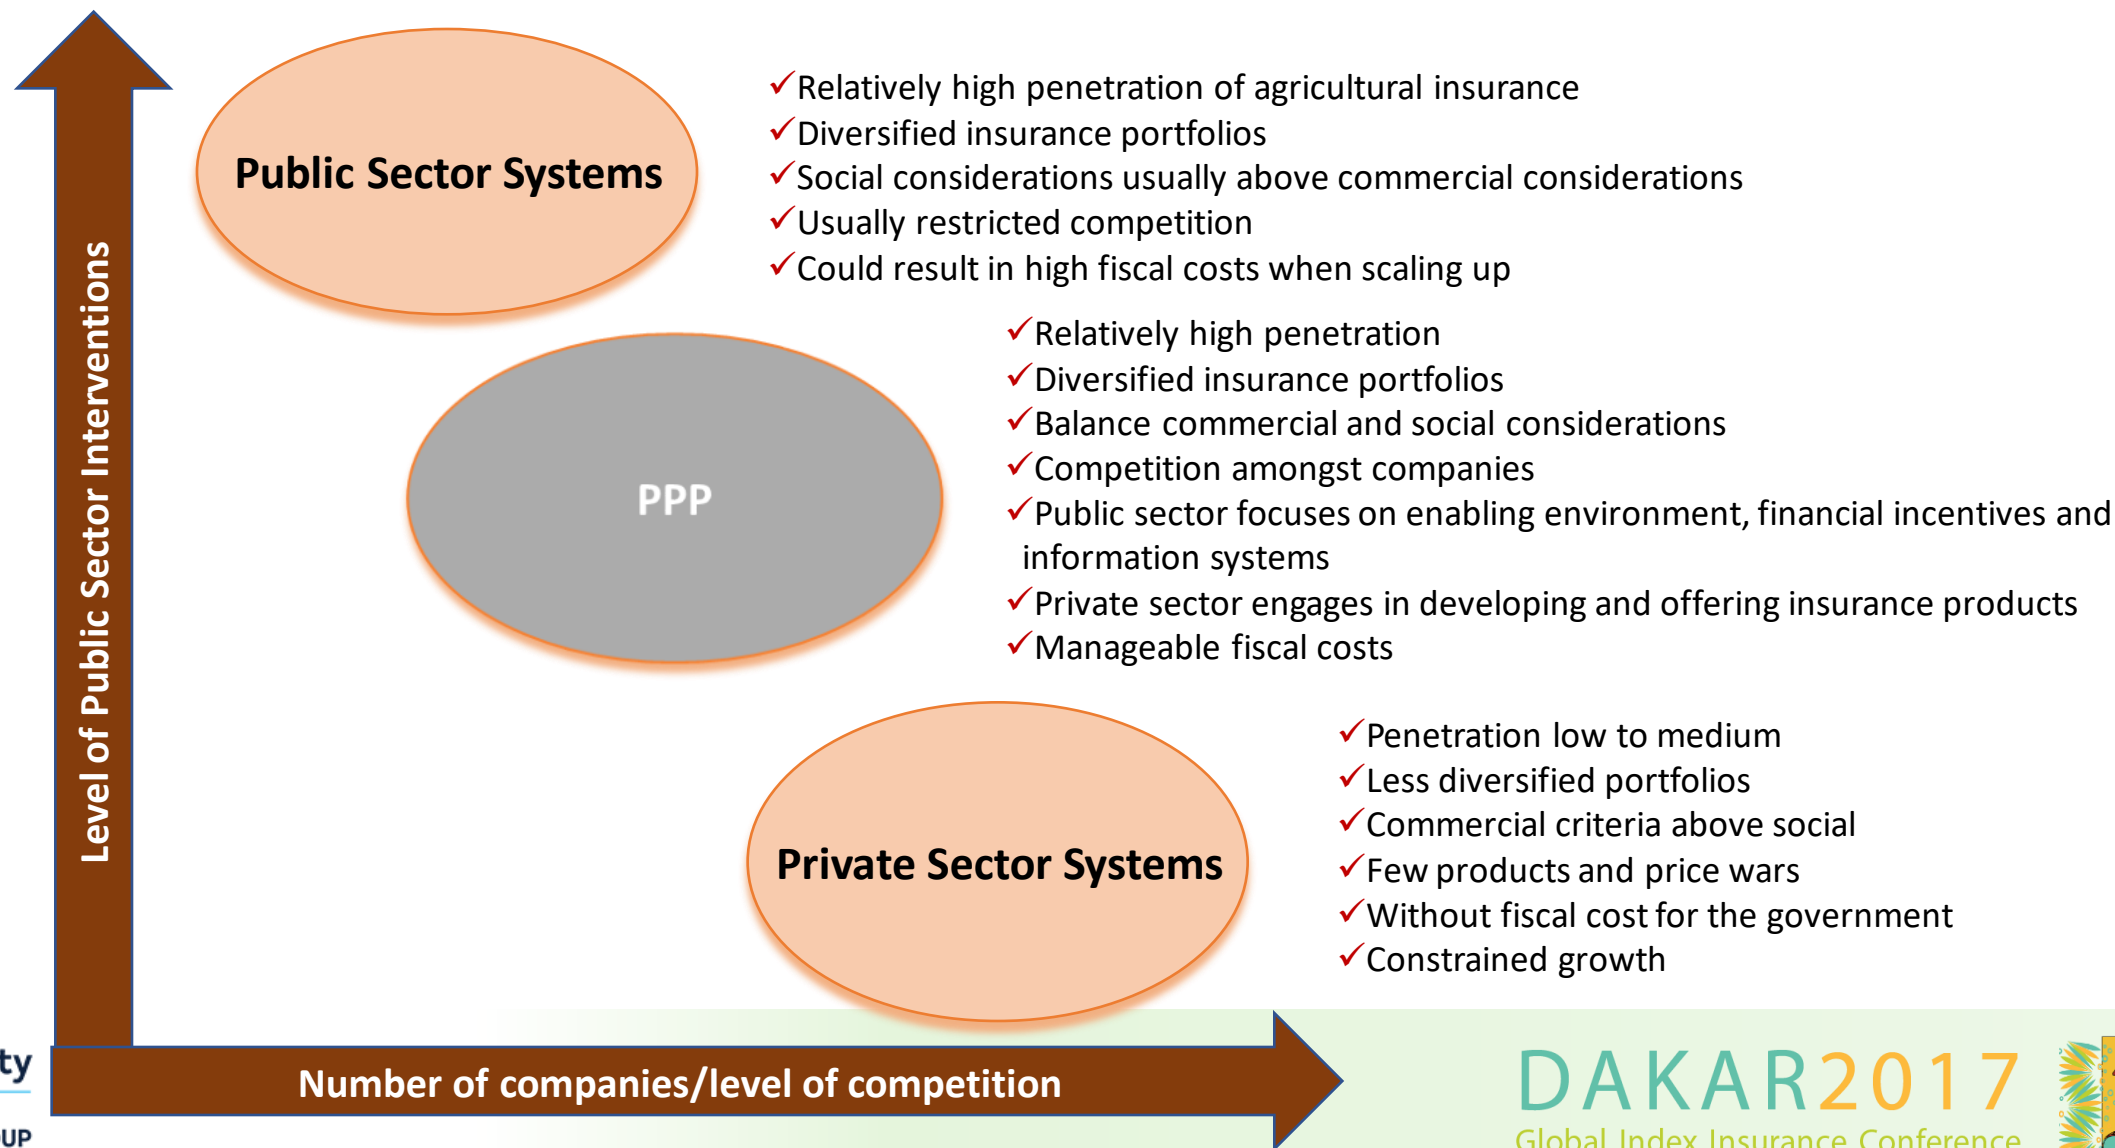 Level of Public Sector Interventions
Public Sector Systems
✓Relatively high penetration of agricultural insurance
✓Diversified insurance portfolios
✓Social considerations usually above commercial considerations
✓Usually restricted competition
✓Could result in high fiscal costs when scaling up
PPP
✓Relatively high penetration
✓Diversified insurance portfolios
✓Balance commercial and social considerations
✓Competition amongst companies
✓Public sector focuses on enabling environment, financial incentives and
information systems
✓Private sector engages in developing and offering insurance products
✓Manageable fiscal costs
Private Sector Systems
✓Penetration low to medium
✓Less diversified portfolios
✓Commercial criteria above social
✓Few products and price wars
✓Without fiscal cost for the government
✓Constrained growth
Number of companies/level of competition
DAKAR2017
Global Index Insurance Conference